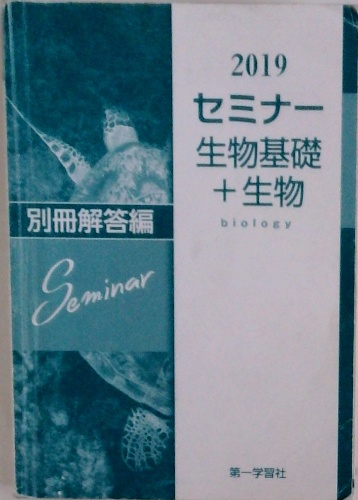 2019
セミナー
生物基礎
+生物
biology
別冊解答編
Seminar
第一学習社